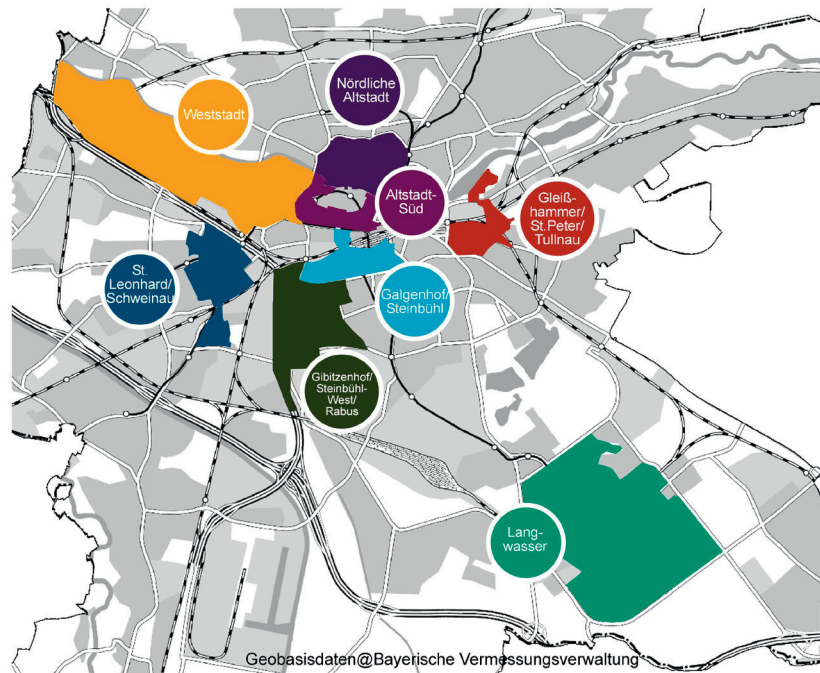 Nördliche
Altstadt
Weststadt
Altstadt-
Süd
Gleiß-
hammer/
St.Peter/
Tullnau
St.
Leonhard/
Schweinau
Galgenhof/
Steinbühl
Gibitzenhof/
Steinbühl-
West/
Rabus
Lang-
wasser
Geobasisdaten@Bayerische Vermessungsverwaltung